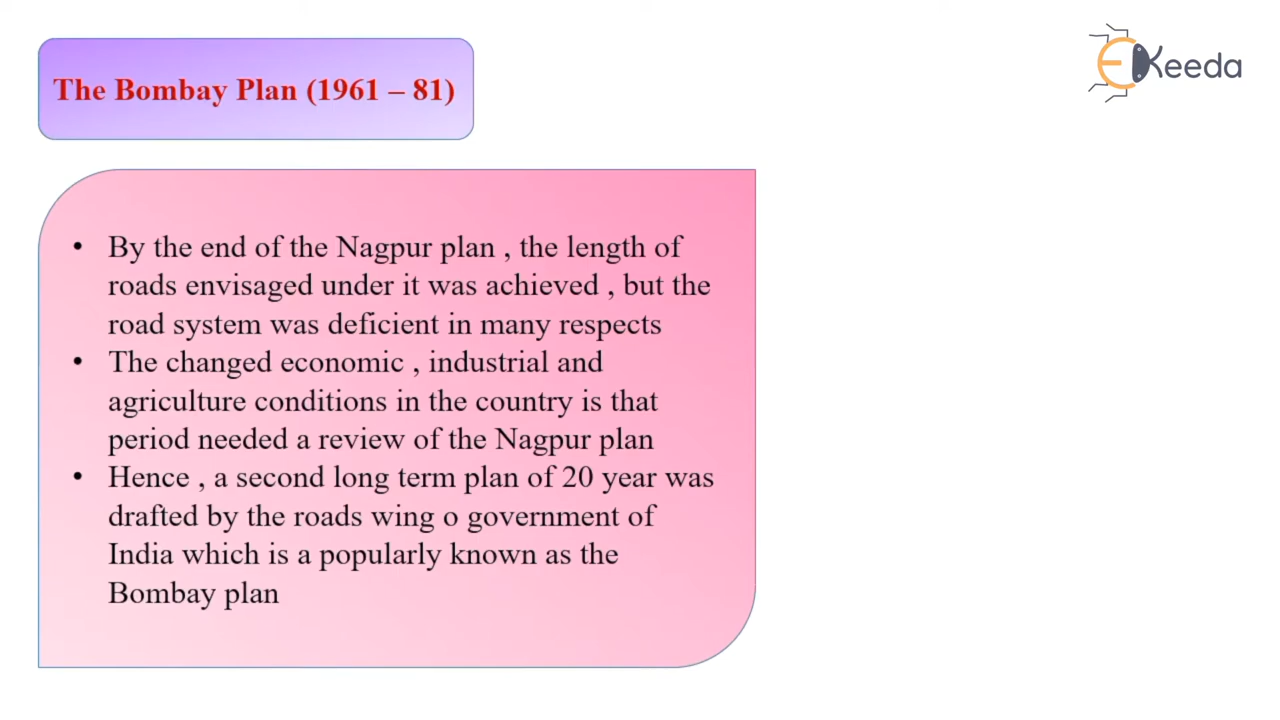 The Bombay Plan (1961 – 81)
EKeeda
• By the end of the Nagpur plan , the length of
roads envisaged under it was achieved , but the
road system was deficient in many respects
• The changed economic , industrial and
agriculture conditions in the country is that
period needed a review of the Nagpur plan
• Hence , a second long term plan of 20 year was
drafted by the roads wing o government of
India which is a popularly known as the
Bombay plan